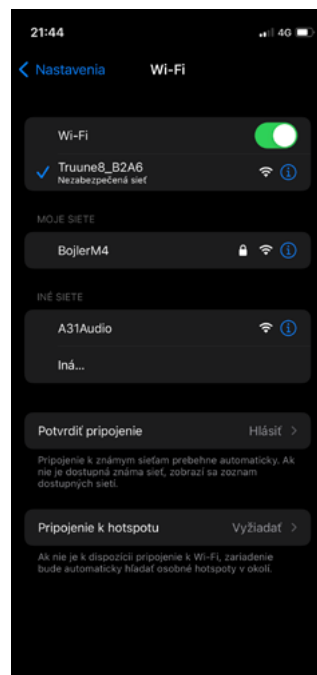 21:44
4G
Nastavenia
Wi-Fi
Wi-Fi
Truune8_B2A6
Nezabezpečená sieť
MOJE SIETE
BojlerM4
INÉ SIETE
A31Audio
Iná...
Potvrdiť pripojenie
Hlásiť
Pripojenie k známym sieťam prebehne automaticky. Ak
nie je dostupná známa sieť, zobrazí sa zoznam
dostupných sietí.
Pripojenie k hotspotu
Vyžiadať
Ak nie je k dispozícii pripojenie k Wi-Fi, zariadenie
bude automaticky hľadať osobné hotspoty v okolí.